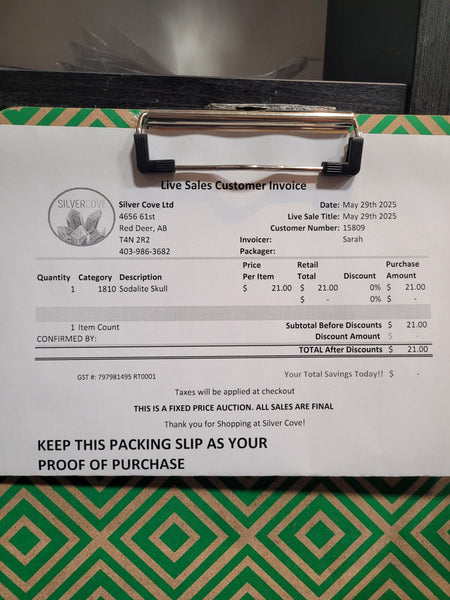 Live Sales Customer Invoice
SILVERCOVE
Silver Cove Ltd
4656 61st
Red Deer, AB
T4N 2R2
403-986-3682
Date: May 29th 2025
Live Sale Title: May 29th 2025
Customer Number: 15809
Invoicer: Sarah
Packager:
Quantity Category Description Price Per Item Retail Total Discount Purchase Amount
1 1810 Sodalite Skull $ 21.00 $ 21.00 0% $ 21.00
$ - 0% $ -
1 Item Count Subtotal Before Discounts $ 21.00
CONFIRMED BY: Discount Amount $ -
TOTAL After Discounts $ 21.00
GST #: 797981495 RT0001 Your Total Savings Today!! $ -
Taxes will be applied at checkout
THIS IS A FIXED PRICE AUCTION. ALL SALES ARE FINAL
Thank you for Shopping at Silver Cove!
KEEP THIS PACKING SLIP AS YOUR
PROOF OF PURCHASE